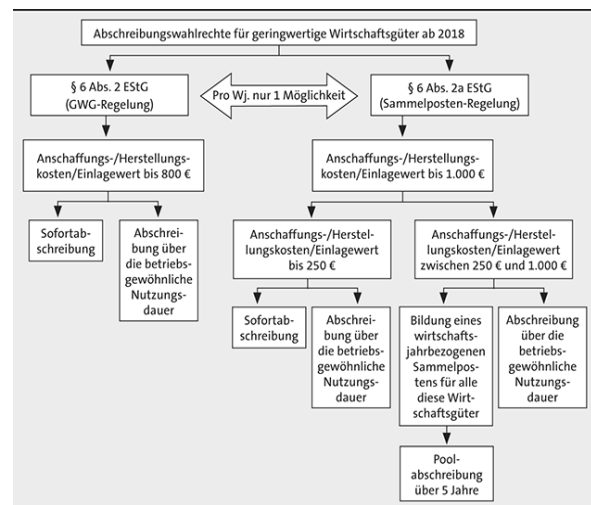 Abschreibungswahlrechte für geringwertige Wirtschaftsgüter ab 2018
§ 6 Abs. 2 EStG
(GWG-Regelung)
Pro Wj. nur 1 Möglichkeit
§ 6 Abs. 2a EStG
(Sammelposten-Regelung)
Anschaffungs-/Herstellungs-
kosten/Einlagewert bis 800 €
Anschaffungs-/Herstellungs-
kosten/Einlagewert bis 1.000 €
Sofortab-
schreibung
Abschrei-
bung über
die betriebs-
gewöhnliche
Nutzungs-
dauer
Anschaffungs-/Herstel-
lungskosten/Einlagewert
bis 250 €
Anschaffungs-/Herstel-
lungskosten/Einlagewert
zwischen 250 € und 1.000 €
Sofortab-
schreibung
Abschrei-
bung über
die betriebs-
gewöhnliche
Nutzungs-
dauer
Bildung eines
wirtschafts-
jahrbezogenen
Sammelpos-
tens für alle
diese Wirt-
schaftsgüter
Abschreibung
über die
betriebs-
gewöhnliche
Nutzungs-
dauer
Pool-
abschreibung
über 5 Jahre